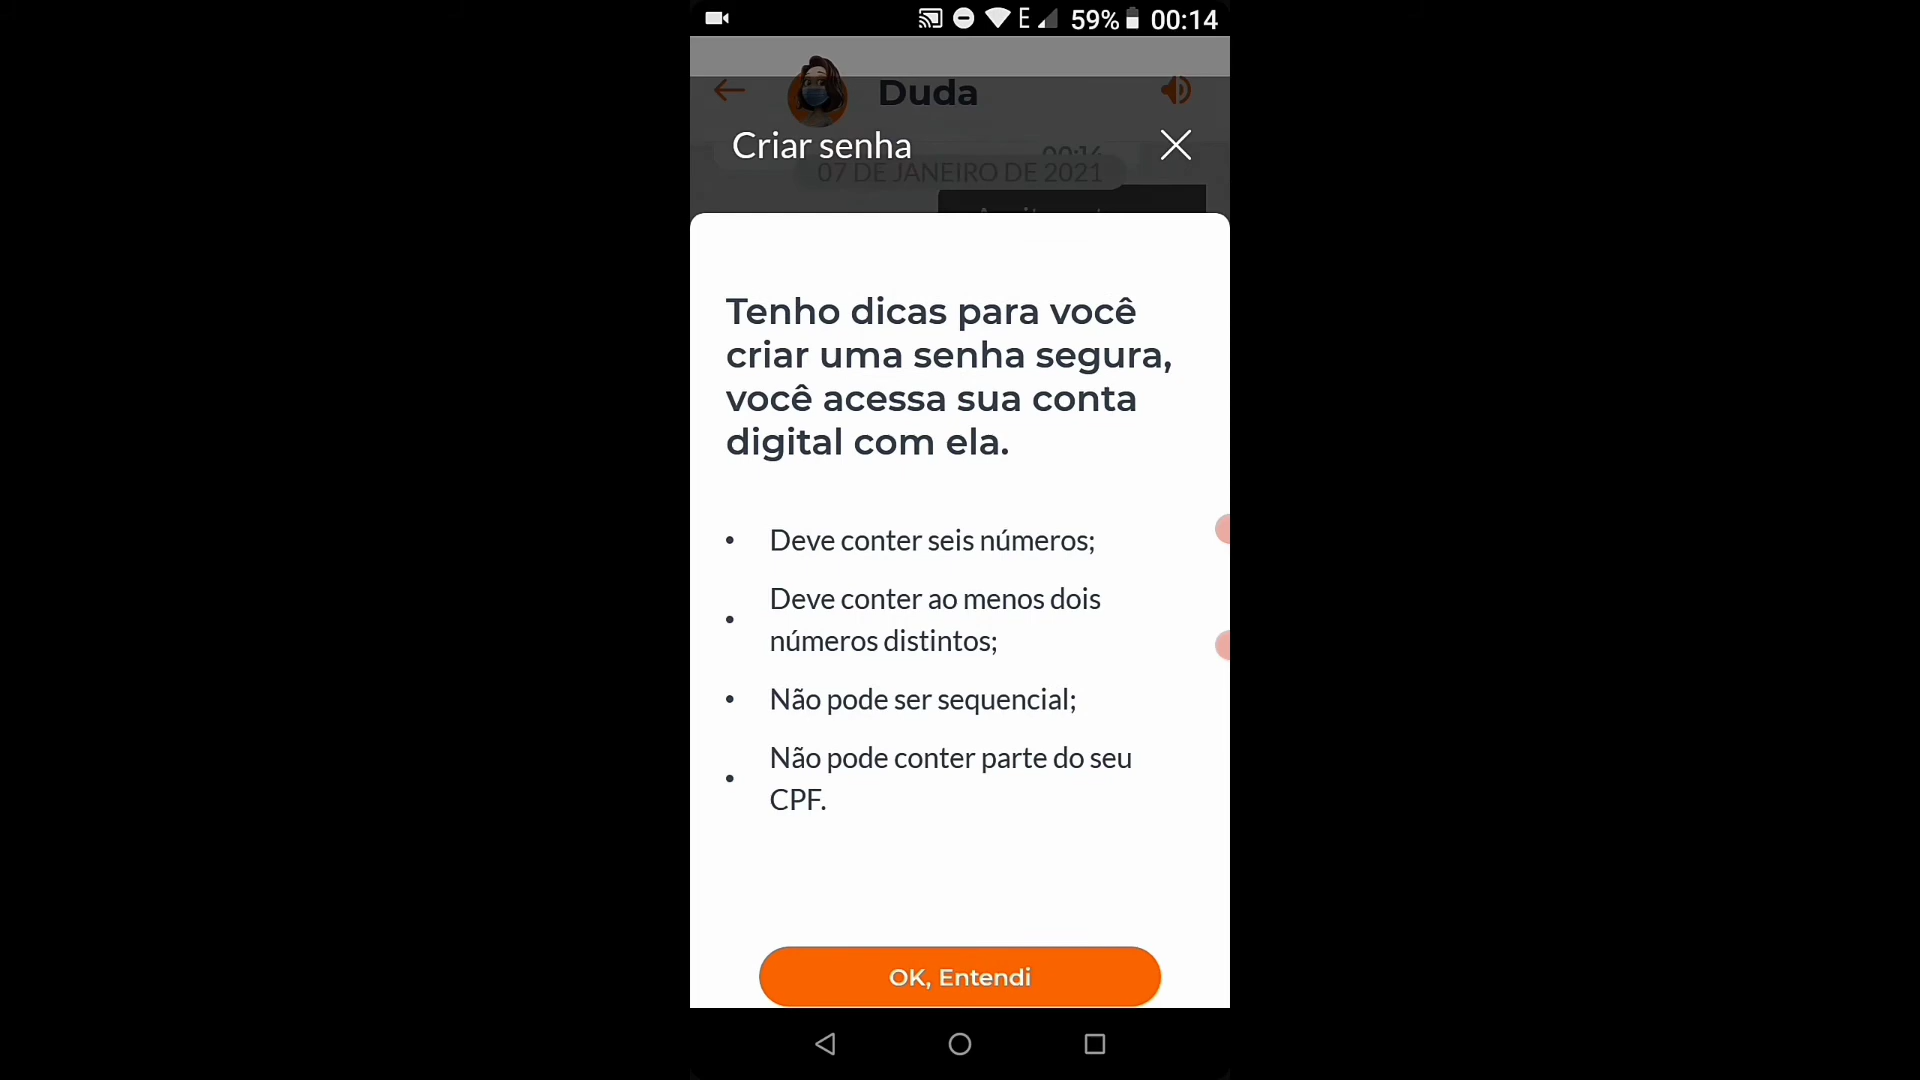 E 59% 00:14
Duda
Criar senha
00:14
07 DE JANEIRO DE 2021
Tenho dicas para você
criar uma senha segura,
você acessa sua conta
digital com ela.
• Deve conter seis números;
• Deve conter ao menos dois
números distintos;
• Não pode ser sequencial;
• Não pode conter parte do seu
CPF.
OK, Entendi